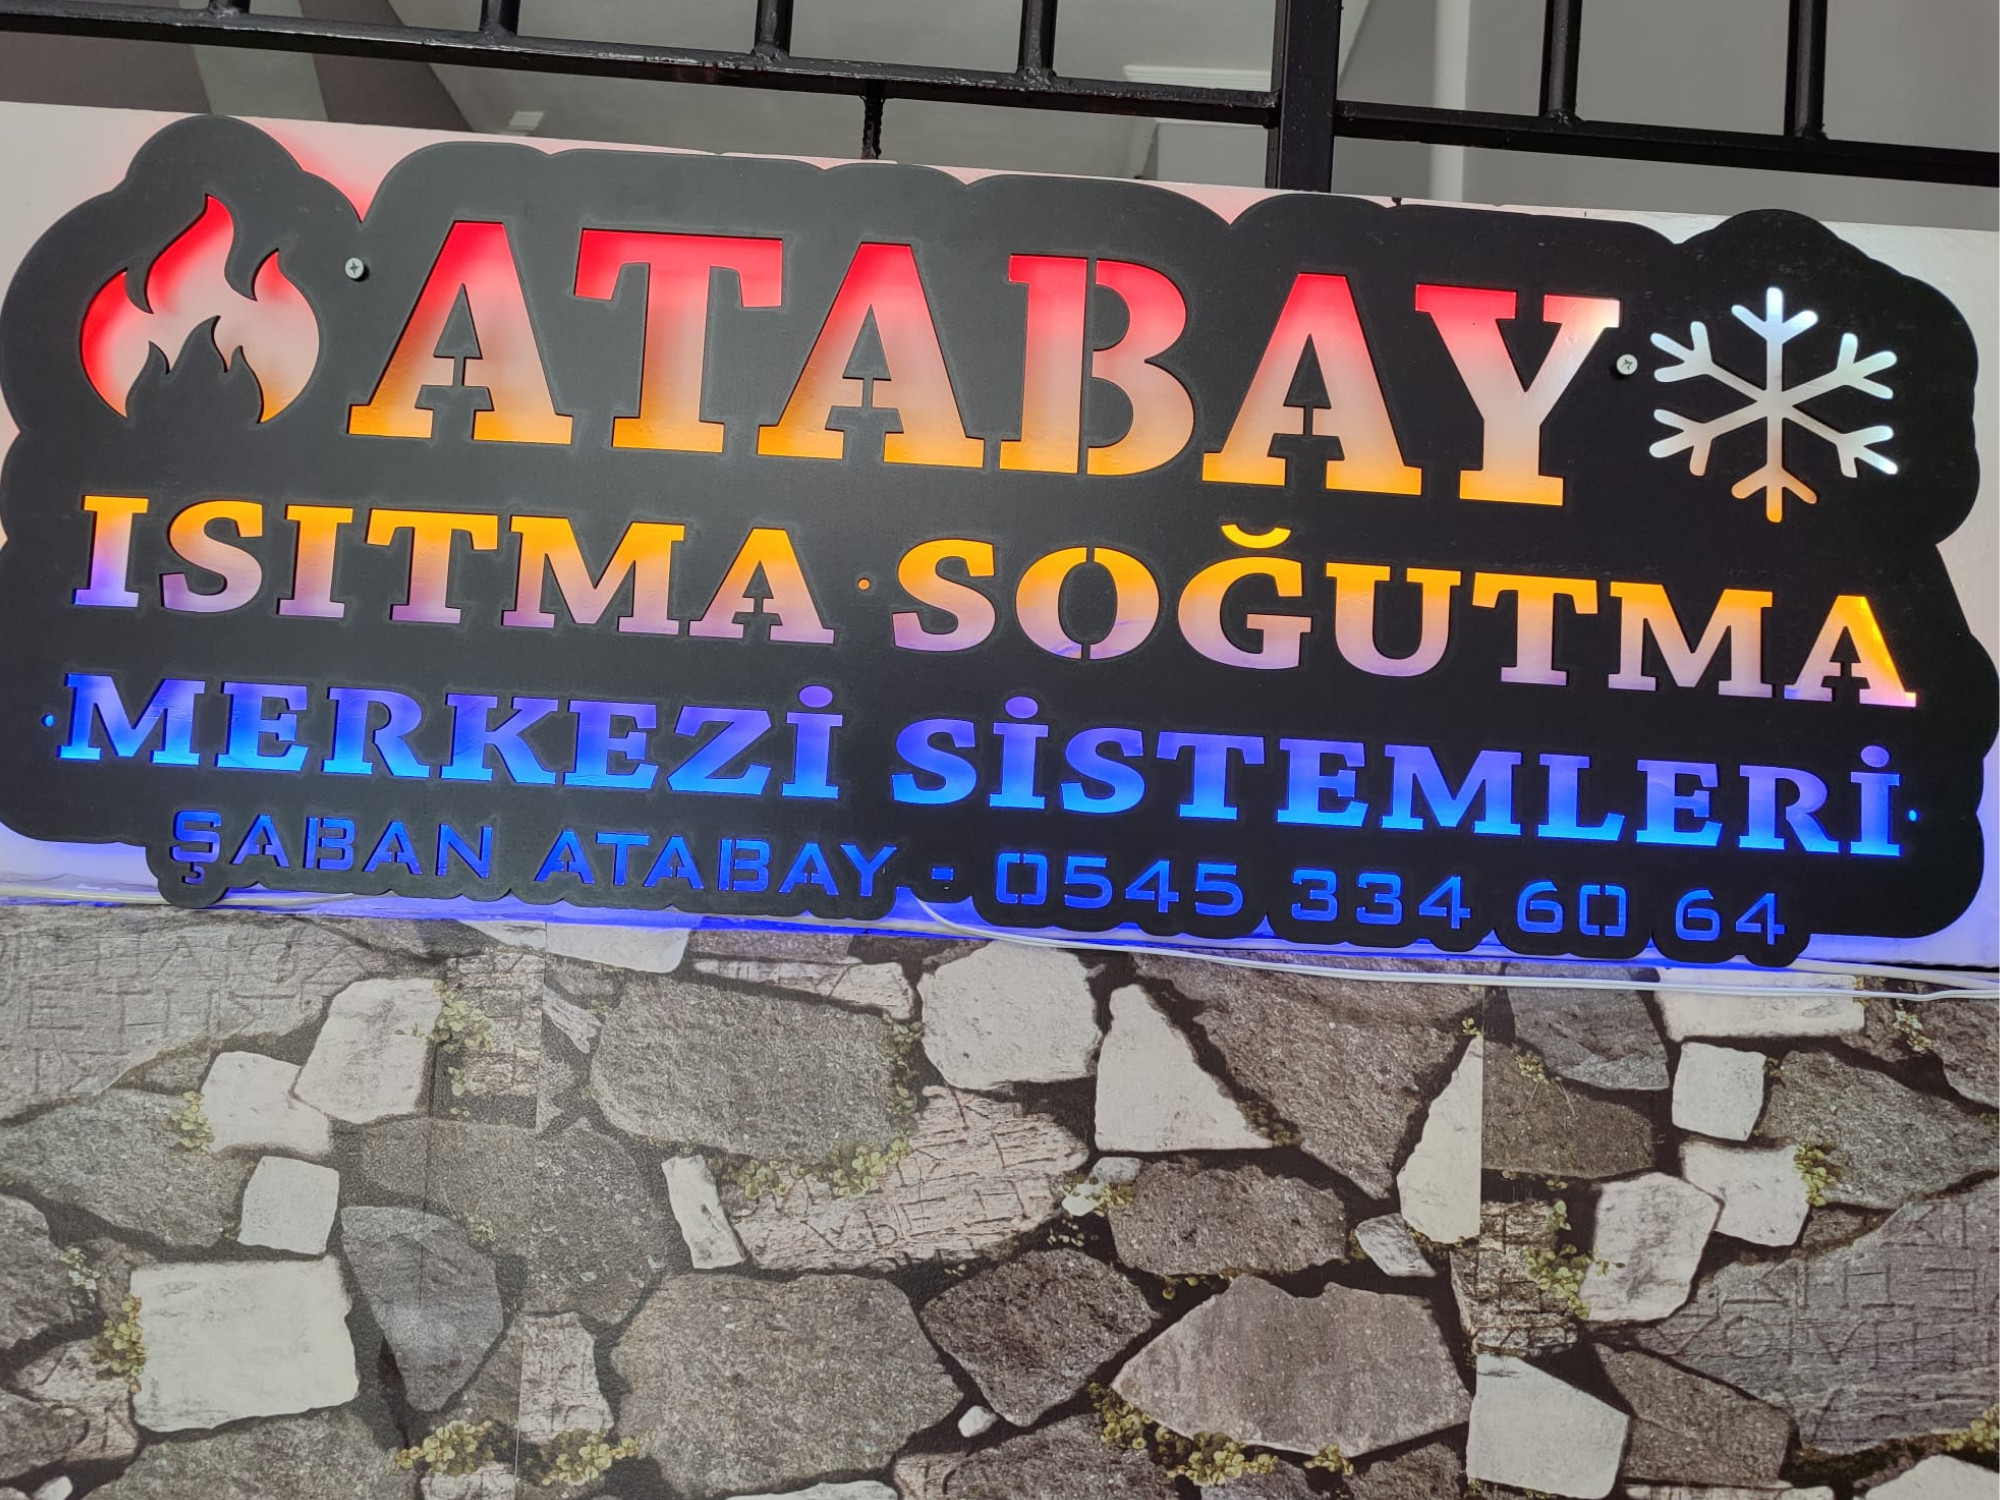 ATABAY
ISITMA • SOĞUTMA
• MERKEZİ SİSTEMLERİ •
ŞABAN ATABAY - 0545 334 60 64